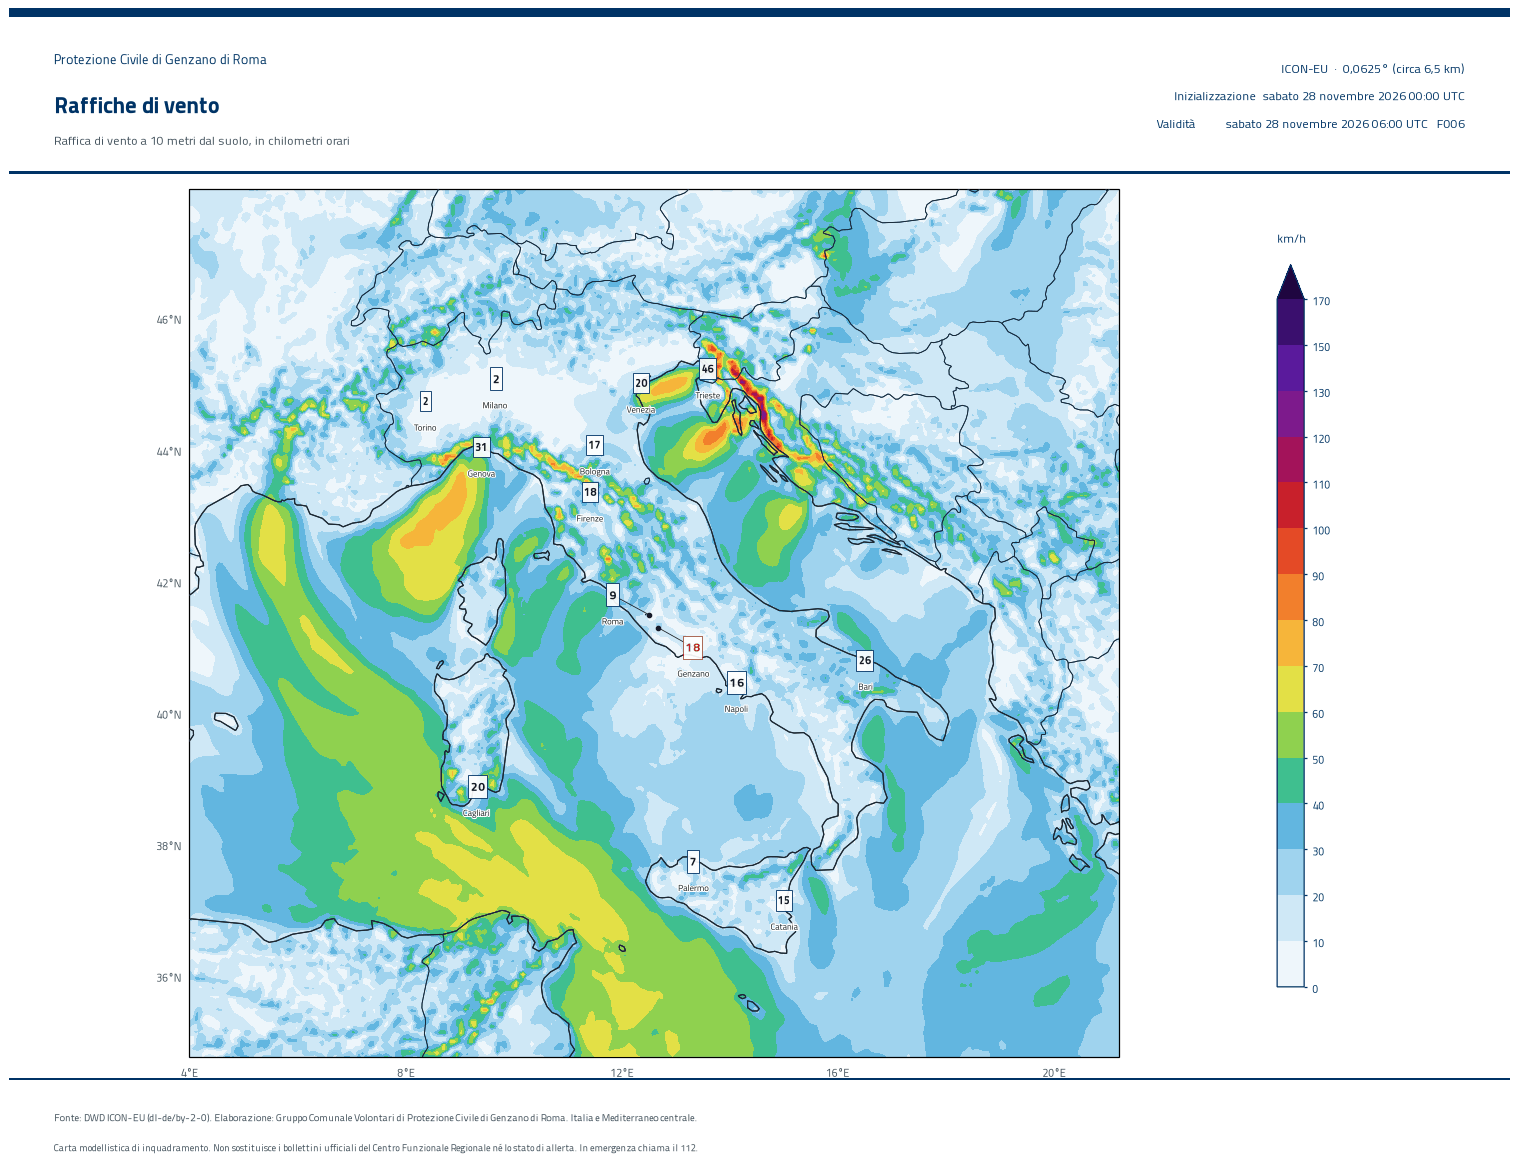 Protezione Civile di Genzano di Roma
Raffiche di vento
Raffica di vento a 10 metri dal suolo, in chilometri orari
ICON-EU · 0,0625° (circa 6,5 km)
Inizializzazione sabato 28 novembre 2026 00:00 UTC
Validità sabato 28 novembre 2026 06:00 UTC F006
km/h
170
150
130
120
110
100
90
80
70
60
50
40
30
20
10
0
46°N
44°N
42°N
40°N
38°N
36°N
4°E
8°E
12°E
16°E
20°E
46
Trieste
20
Venezia
2
Milano
2
Torino
31
Genova
17
Bologna
18
Firenze
9
Roma
18
Genzano
16
Napoli
26
Bari
20
Cagliari
7
Palermo
15
Catania
Fonte: DWD ICON-EU (dl-de/by-2-0). Elaborazione: Gruppo Comunale Volontari di Protezione Civile di Genzano di Roma. Italia e Mediterraneo centrale.
Carta modellistica di inquadramento. Non sostituisce i bollettini ufficiali del Centro Funzionale Regionale né lo stato di allerta. In emergenza chiama il 112.